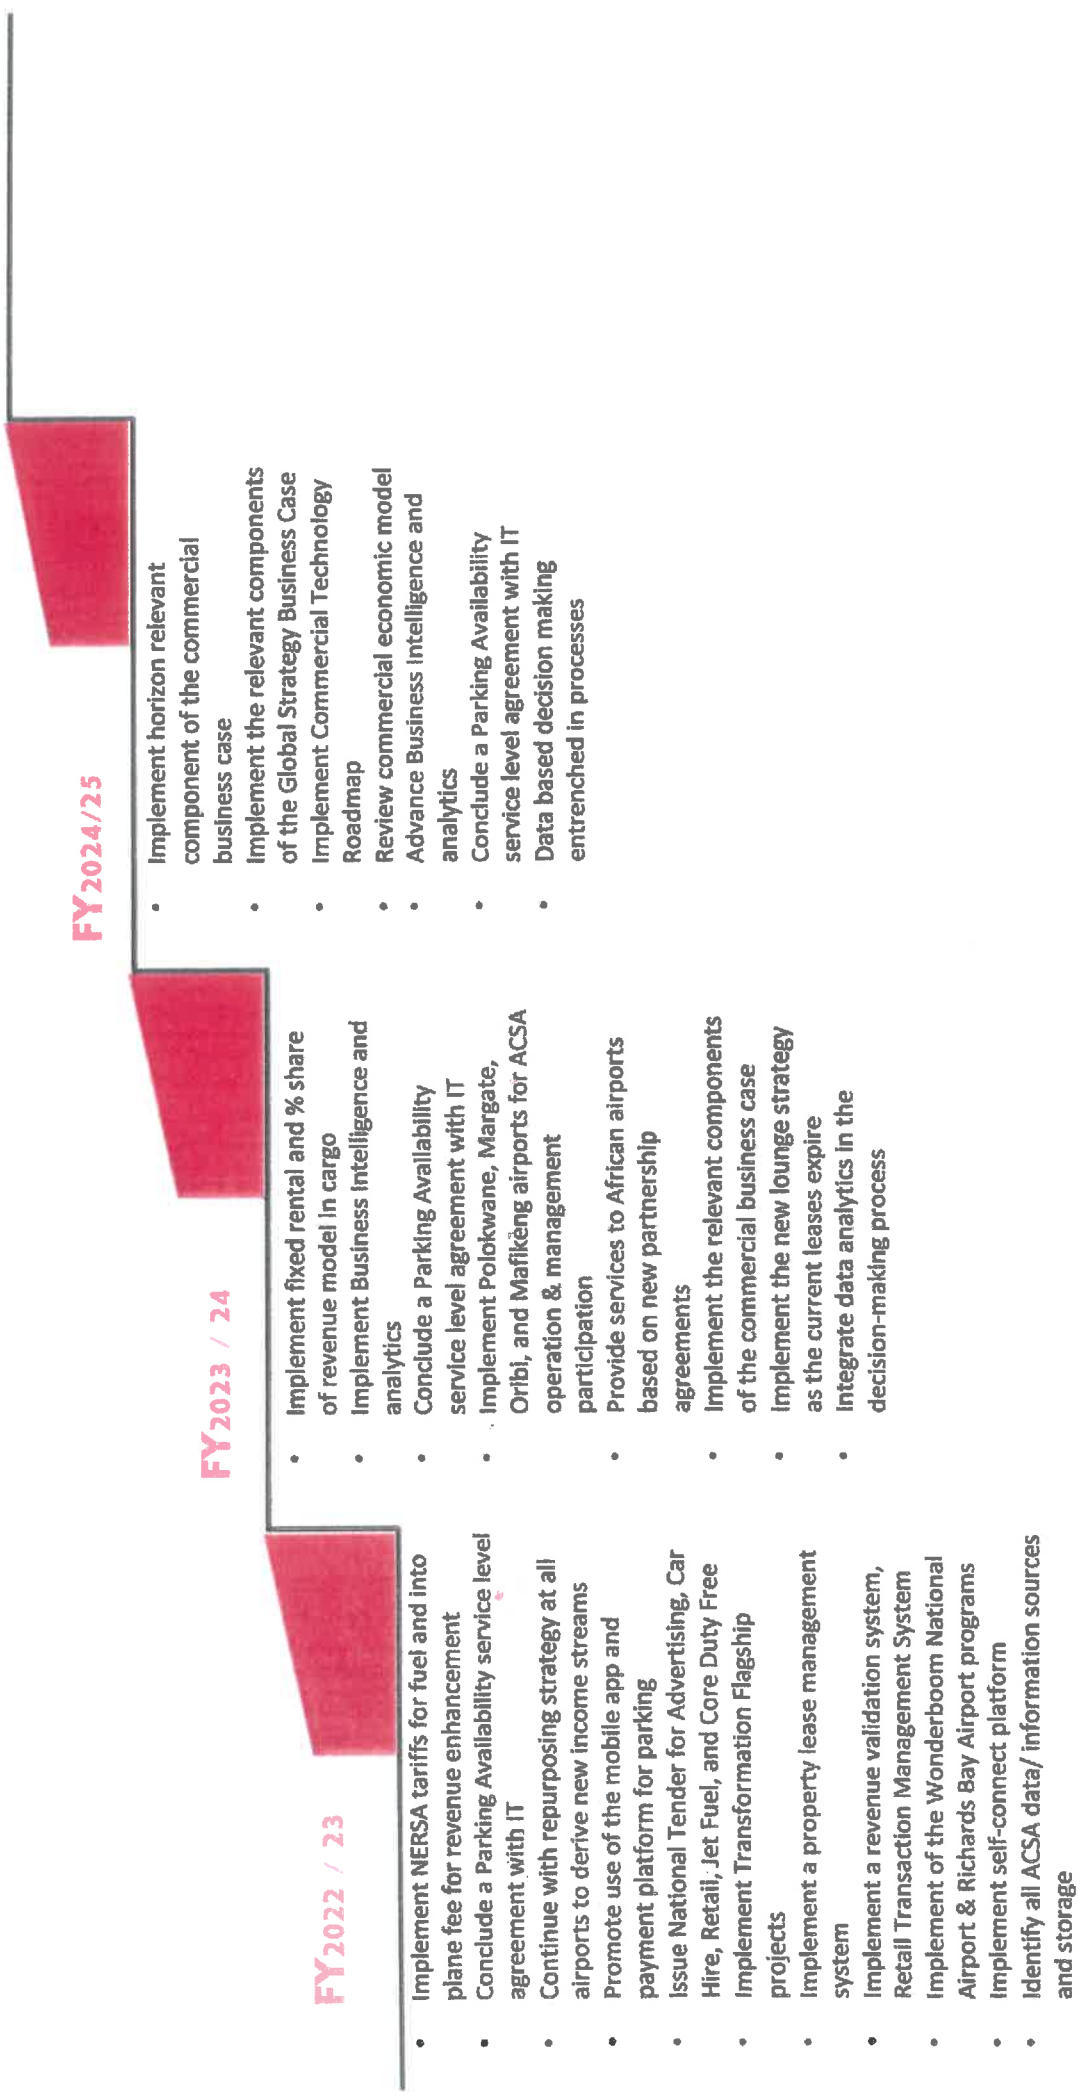 FY2022 / 23
• Implement NERSA tariffs for fuel and into
plane fee for revenue enhancement
• Conclude a Parking Availability service level
agreement with IT
• Continue with repurposing strategy at all
airports to derive new income streams
• Promote use of the mobile app and
payment platform for parking
• Issue National Tender for Advertising, Car
Hire, Retail, Jet Fuel, and Core Duty Free
• Implement Transformation Flagship
projects
• Implement a property lease management
system
• Implement a revenue validation system,
Retail Transaction Management System
• Implement of the Wonderboom National
Airport & Richards Bay Airport programs
• Implement self-connect platform
• Identify all ACSA data/ information sources
and storage
FY2023 / 24
• Implement fixed rental and % share
of revenue model in cargo
• Implement Business Intelligence and
analytics
• Conclude a Parking Availability
service level agreement with IT
• Implement Polokwane, Margate,
Oribi, and Mafikeng airports for ACSA
operation & management
participation
• Provide services to African airports
based on new partnership
agreements
• Implement the relevant components
of the commercial business case
• Implement the new lounge strategy
as the current leases expire
• Integrate data analytics in the
decision-making process
FY2024/25
• Implement horizon relevant
component of the commercial
business case
• Implement the relevant components
of the Global Strategy Business Case
• Implement Commercial Technology
Roadmap
• Review commercial economic model
• Advance Business Intelligence and
analytics
• Conclude a Parking Availability
service level agreement with IT
• Data based decision making
entrenched in processes